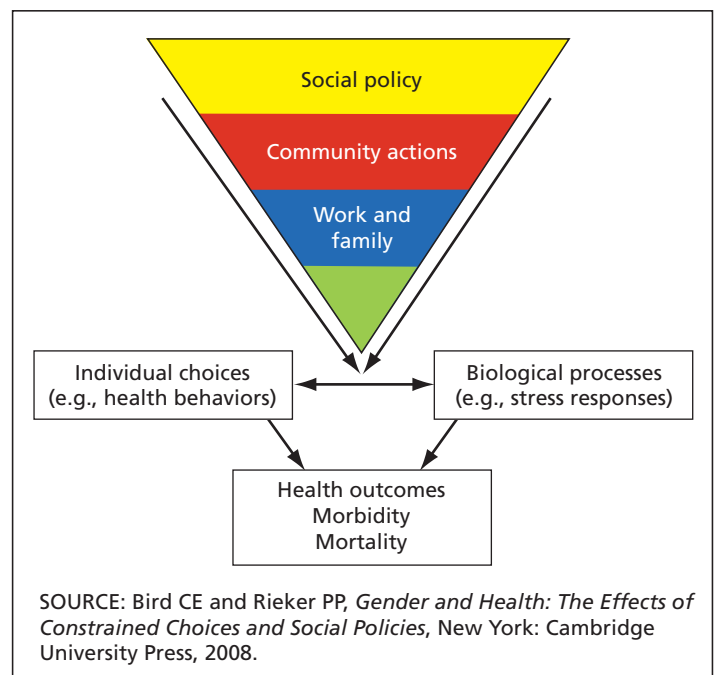 Social policy
Community actions
Work and
family
Individual choices
(e.g., health behaviors)
Biological processes
(e.g., stress responses)
Health outcomes
Morbidity
Mortality
SOURCE: Bird CE and Rieker PP, Gender and Health: The Effects of
Constrained Choices and Social Policies, New York: Cambridge
University Press, 2008.